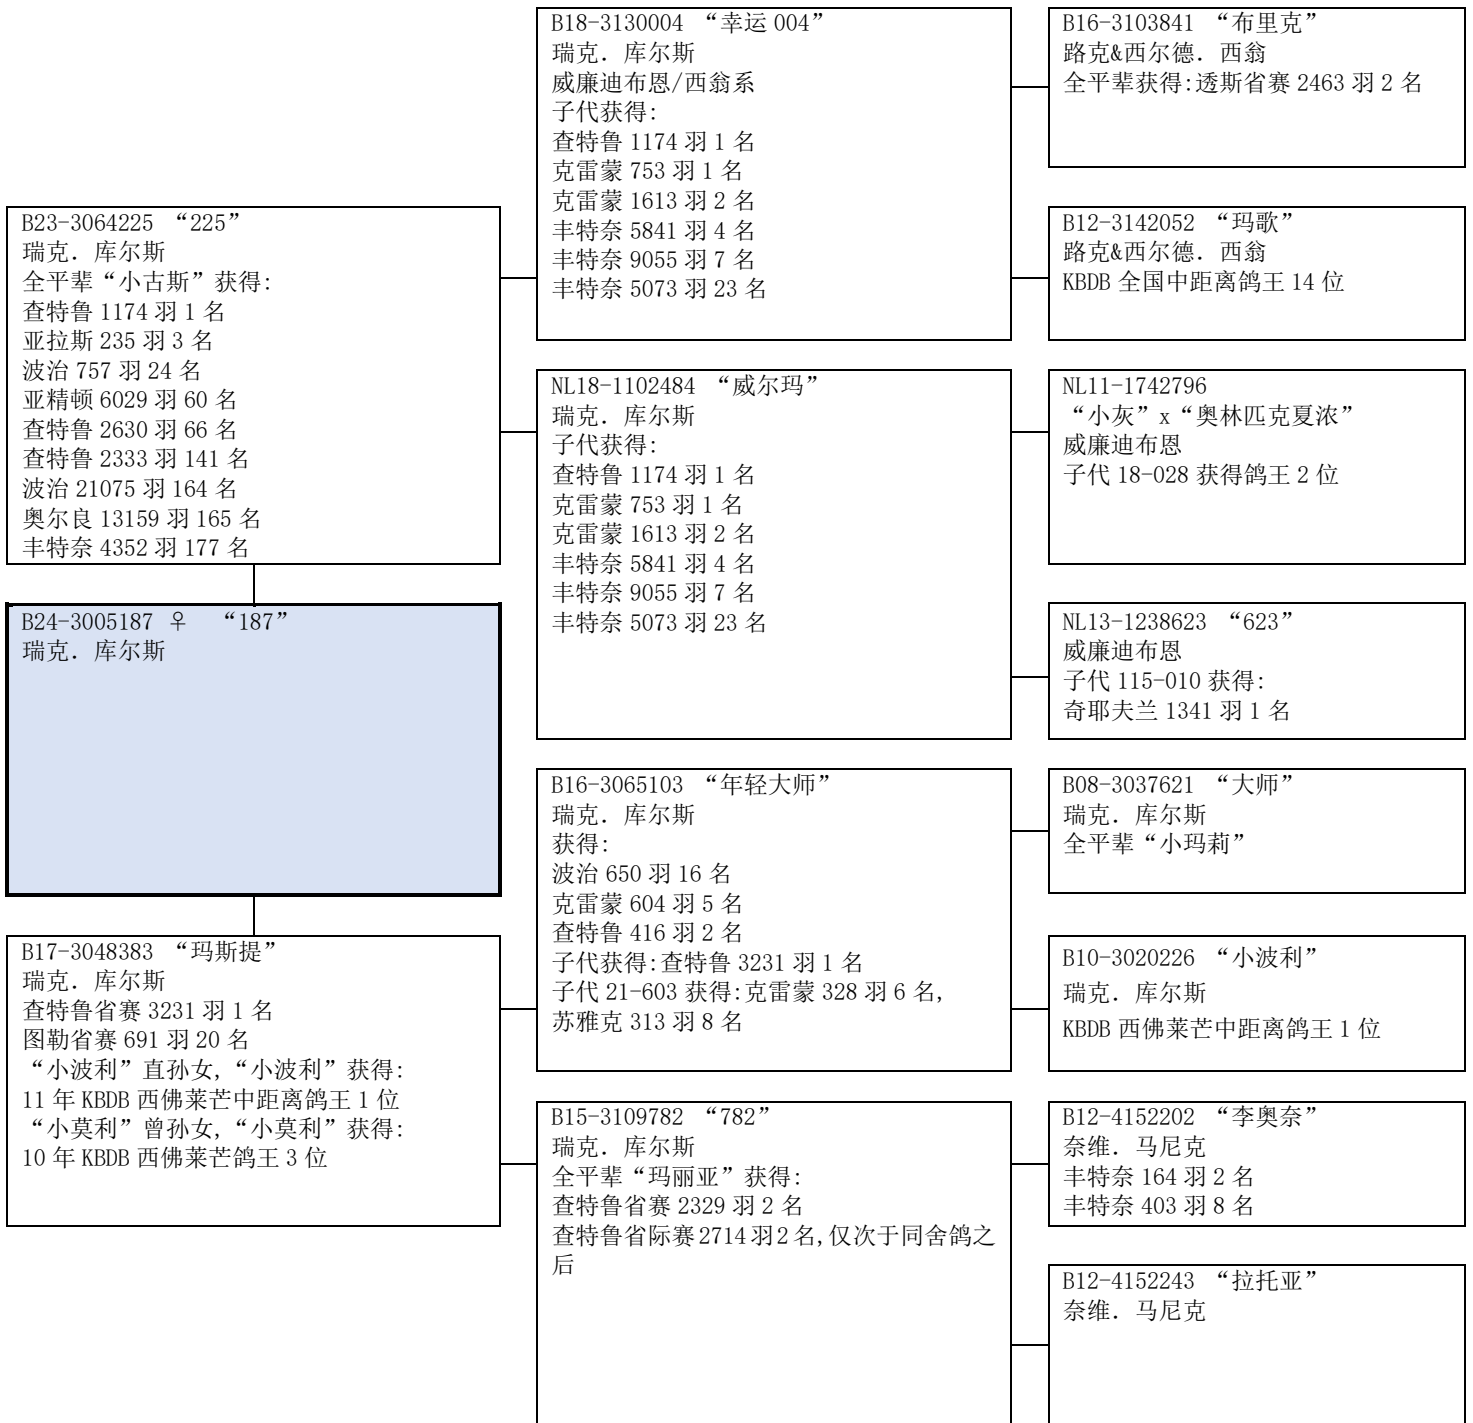 B23-3064225 “225”
瑞克．库尔斯
全平辈“小古斯”获得:
查特鲁 1174 羽 1 名
亚拉斯 235 羽 3 名
波治 757 羽 24 名
亚精顿 6029 羽 60 名
查特鲁 2630 羽 66 名
查特鲁 2333 羽 141 名
波治 21075 羽 164 名
奥尔良 13159 羽 165 名
丰特奈 4352 羽 177 名
B24-3005187 ♀ “187”
瑞克．库尔斯
B17-3048383 “玛斯提”
瑞克．库尔斯
查特鲁省赛 3231 羽 1 名
图勒省赛 691 羽 20 名
“小波利”直孙女,“小波利”获得:
11 年 KBDB 西佛莱芒中距离鸽王 1 位
“小莫利”曾孙女,“小莫利”获得:
10 年 KBDB 西佛莱芒鸽王 3 位
B18-3130004 “幸运 004”
瑞克．库尔斯
威廉迪布恩/西翁系
子代获得:
查特鲁 1174 羽 1 名
克雷蒙 753 羽 1 名
克雷蒙 1613 羽 2 名
丰特奈 5841 羽 4 名
丰特奈 9055 羽 7 名
丰特奈 5073 羽 23 名
NL18-1102484 “威尔玛”
瑞克．库尔斯
子代获得:
查特鲁 1174 羽 1 名
克雷蒙 753 羽 1 名
克雷蒙 1613 羽 2 名
丰特奈 5841 羽 4 名
丰特奈 9055 羽 7 名
丰特奈 5073 羽 23 名
B16-3065103 “年轻大师”
瑞克．库尔斯
获得:
波治 650 羽 16 名
克雷蒙 604 羽 5 名
查特鲁 416 羽 2 名
子代获得:查特鲁 3231 羽 1 名
子代 21-603 获得:克雷蒙 328 羽 6 名,
苏雅克 313 羽 8 名
B15-3109782 “782”
瑞克．库尔斯
全平辈“玛丽亚”获得:
查特鲁省赛 2329 羽 2 名
查特鲁省际赛 2714 羽 2 名,仅次于同舍鸽之
后
B16-3103841 “布里克”
路克&西尔德．西翁
全平辈获得:透斯省赛 2463 羽 2 名
B12-3142052 “玛歌”
路克&西尔德．西翁
KBDB 全国中距离鸽王 14 位
NL11-1742796
“小灰”x“奥林匹克夏浓”
威廉迪布恩
子代 18-028 获得鸽王 2 位
NL13-1238623 “623”
威廉迪布恩
子代 115-010 获得:
奇耶夫兰 1341 羽 1 名
B08-3037621 “大师”
瑞克．库尔斯
全平辈“小玛莉”
B10-3020226 “小波利”
瑞克．库尔斯
KBDB 西佛莱芒中距离鸽王 1 位
B12-4152202 “李奥奈”
奈维．马尼克
丰特奈 164 羽 2 名
丰特奈 403 羽 8 名
B12-4152243 “拉托亚”
奈维．马尼克